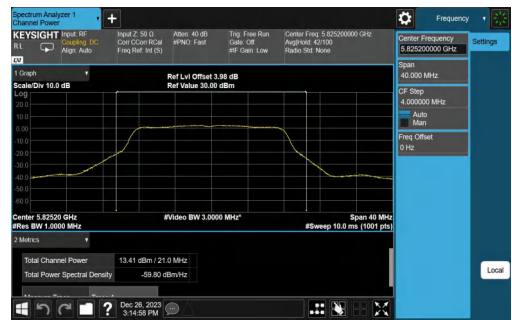 Spectrum Analyzer 1
Channel Power
+
Frequency
KEYSIGHT
RL
LVI
Input: RF
Coupling: DC
Align: Auto
Input Z: 50 Ω
Corr CCorr RCal
Freq Ref: Int (S)
Atten: 40 dB
#PNO: Fast
Trig: Free Run
Gate: Off
#IF Gain: Low
Center Freq: 5.825200000 GHz
Avg|Hold: 42/100
Radio Std: None
Center Frequency
5.825200000 GHz
Settings
Span
40.000 MHz
CF Step
4.000000 MHz
Auto
Man
Freq Offset
0 Hz
1 Graph
Scale/Div 10.0 dB
Ref Lvl Offset 3.98 dB
Ref Value 30.00 dBm
Log
20.0
10.0
0.00
-10.0
-20.0
-30.0
-40.0
-50.0
-60.0
Center 5.82520 GHz
#Res BW 1.0000 MHz
#Video BW 3.0000 MHz*
Span 40 MHz
#Sweep 10.0 ms (1001 pts)
2 Metrics
Total Channel Power 13.41 dBm / 21.0 MHz
Total Power Spectral Density -59.80 dBm/Hz
Local
?
Dec 26, 2023
3:14:58 PM